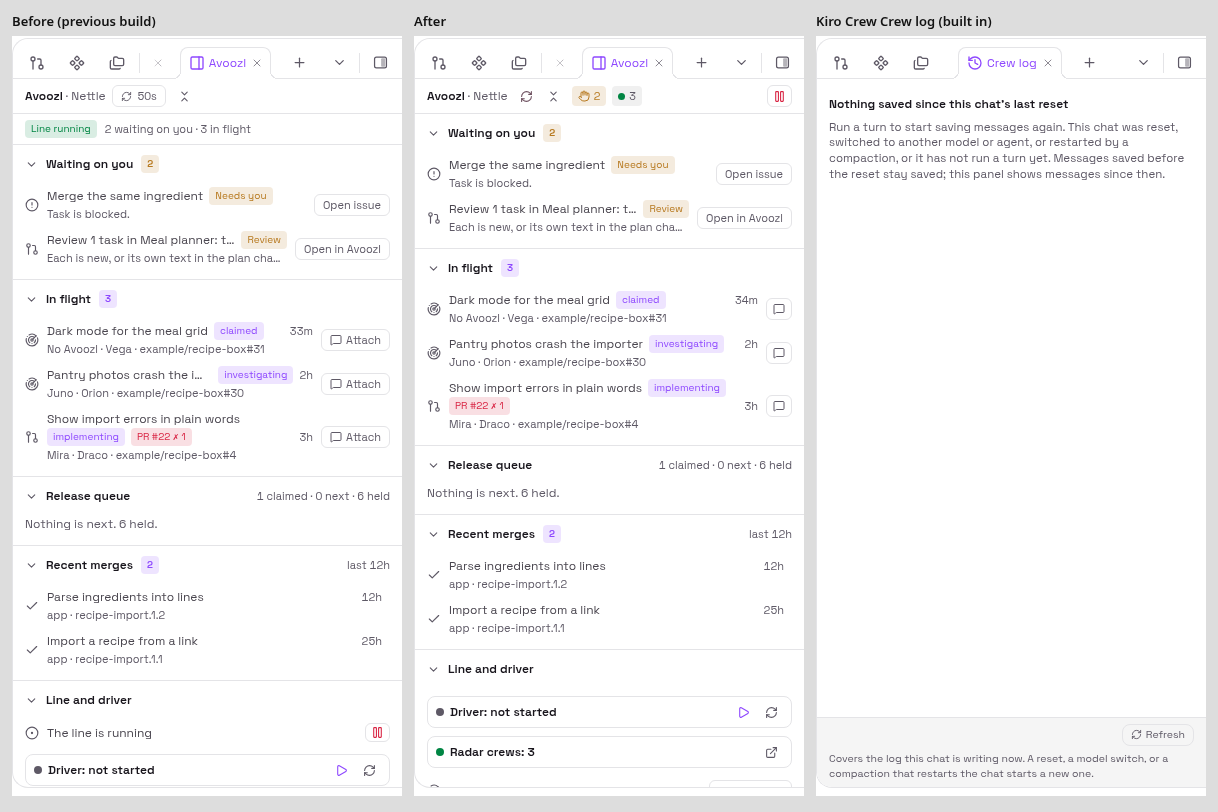 Before (previous build)
Avoozl
Avoozl · Nettle
50s
Line running
2 waiting on you · 3 in flight
Waiting on you
2
Merge the same ingredient
Needs you
Task is blocked.
Open issue
Review 1 task in Meal planner: t...
Review
Each is new, or its own text in the plan cha...
Open in Avoozl
In flight
3
Dark mode for the meal grid
claimed
33m
No Avoozl · Vega · example/recipe-box#31
Attach
Pantry photos crash the i...
investigating
2h
Juno · Orion · example/recipe-box#30
Attach
Show import errors in plain words
implementing
PR #22 ✗ 1
3h
Mira · Draco · example/recipe-box#4
Attach
Release queue
1 claimed · 0 next · 6 held
Nothing is next. 6 held.
Recent merges
2
last 12h
Parse ingredients into lines
12h
app · recipe-import.1.2
Import a recipe from a link
25h
app · recipe-import.1.1
Line and driver
The line is running
Driver: not started
After
Avoozl
Avoozl · Nettle
2
3
Waiting on you
2
Merge the same ingredient
Needs you
Task is blocked.
Open issue
Review 1 task in Meal planner: t...
Review
Each is new, or its own text in the plan cha...
Open in Avoozl
In flight
3
Dark mode for the meal grid
claimed
34m
No Avoozl · Vega · example/recipe-box#31
Pantry photos crash the importer
investigating
2h
Juno · Orion · example/recipe-box#30
Show import errors in plain words
implementing
PR #22 ✗ 1
3h
Mira · Draco · example/recipe-box#4
Release queue
1 claimed · 0 next · 6 held
Nothing is next. 6 held.
Recent merges
2
last 12h
Parse ingredients into lines
12h
app · recipe-import.1.2
Import a recipe from a link
25h
app · recipe-import.1.1
Line and driver
Driver: not started
Radar crews: 3
Kiro Crew Crew log (built in)
Crew log
Nothing saved since this chat's last reset
Run a turn to start saving messages again. This chat was reset,
switched to another model or agent, or restarted by a
compaction, or it has not run a turn yet. Messages saved before
the reset stay saved; this panel shows messages since then.
Refresh
Covers the log this chat is writing now. A reset, a model switch, or a
compaction that restarts the chat starts a new one.